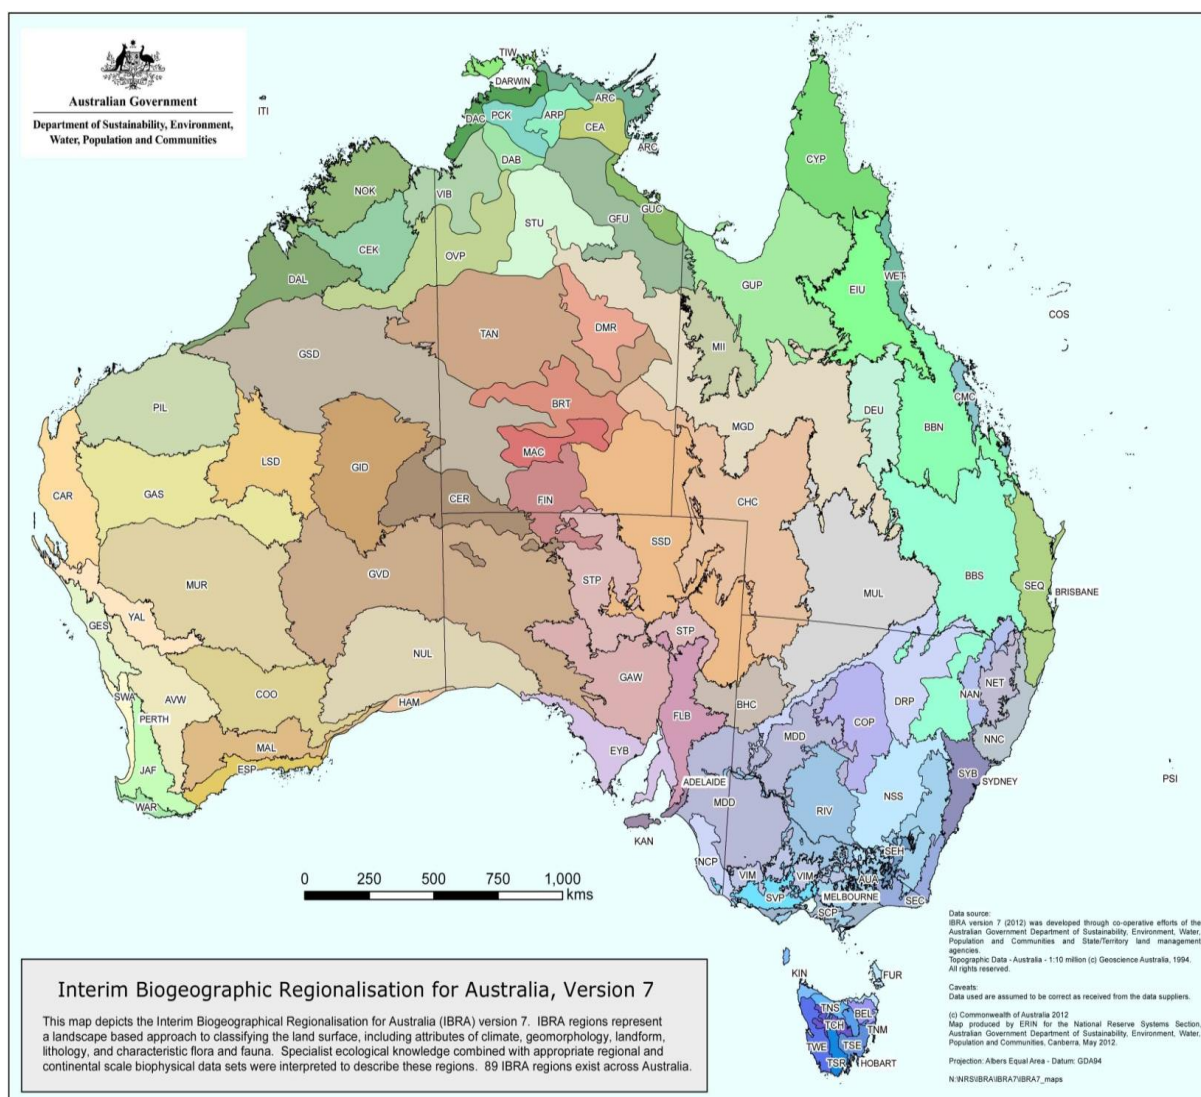 Australian Government
Department of Sustainability, Environment,
Water, Population and Communities
ITI
TIW
DARWIN
DAC
PCK
ARP
ARC
CEA
ARC
DAB
CYP
NOK
VIB
STU
GFU
GUC
CEK
OVP
DAL
GUP
EIU
WET
COS
TAN
DMR
MII
GSD
PIL
BRT
DEU
CMC
MGD
BBN
LSD
GID
MAC
CAR
GAS
CER
FIN
CHC
SSD
GVD
STP
MUR
MUL
BBS
SEQ
BRISBANE
YAL
GES
STP
NUL
GAW
COO
AVW
SWA
PERTH
HAM
FLB
BHC
DRP
NAN
NET
COP
MDD
NNC
MAL
EYB
JAF
ESP
ADELAIDE
SYB
SYDNEY
PSI
WAR
MDD
RIV
NSS
KAN
SEH
NCP
VIM
VIM
AUA
SVP
MELBOURNE
SEC
SCP
0 250 500 750 1,000
kms
KIN
FUR
TNS
BEL
TCH
TNM
TWE
TSE
TSR
HOBART
Interim Biogeographic Regionalisation for Australia, Version 7
This map depicts the Interim Biogeographical Regionalisation for Australia (IBRA) version 7. IBRA regions represent
a landscape based approach to classifying the land surface, including attributes of climate, geomorphology, landform,
lithology, and characteristic flora and fauna. Specialist ecological knowledge combined with appropriate regional and
continental scale biophysical data sets were interpreted to describe these regions. 89 IBRA regions exist across Australia.
Data source:
IBRA version 7 (2012) was developed through co-operative efforts of the
Australian Government Department of Sustainability, Environment, Water,
Population and Communities and State/Territory land management
agencies.
Topographic Data - Australia - 1:10 million (c) Geoscience Australia, 1994.
All rights reserved.
Caveats:
Data used are assumed to be correct as received from the data suppliers.
(c) Commonwealth of Australia 2012
Map produced by ERIN for the National Reserve Systems Section,
Australian Government Department of Sustainability, Environment, Water,
Population and Communities, Canberra, May 2012.
Projection: Albers Equal Area - Datum: GDA94
N:\NRS\IBRA\IBRA7\IBRA7_maps